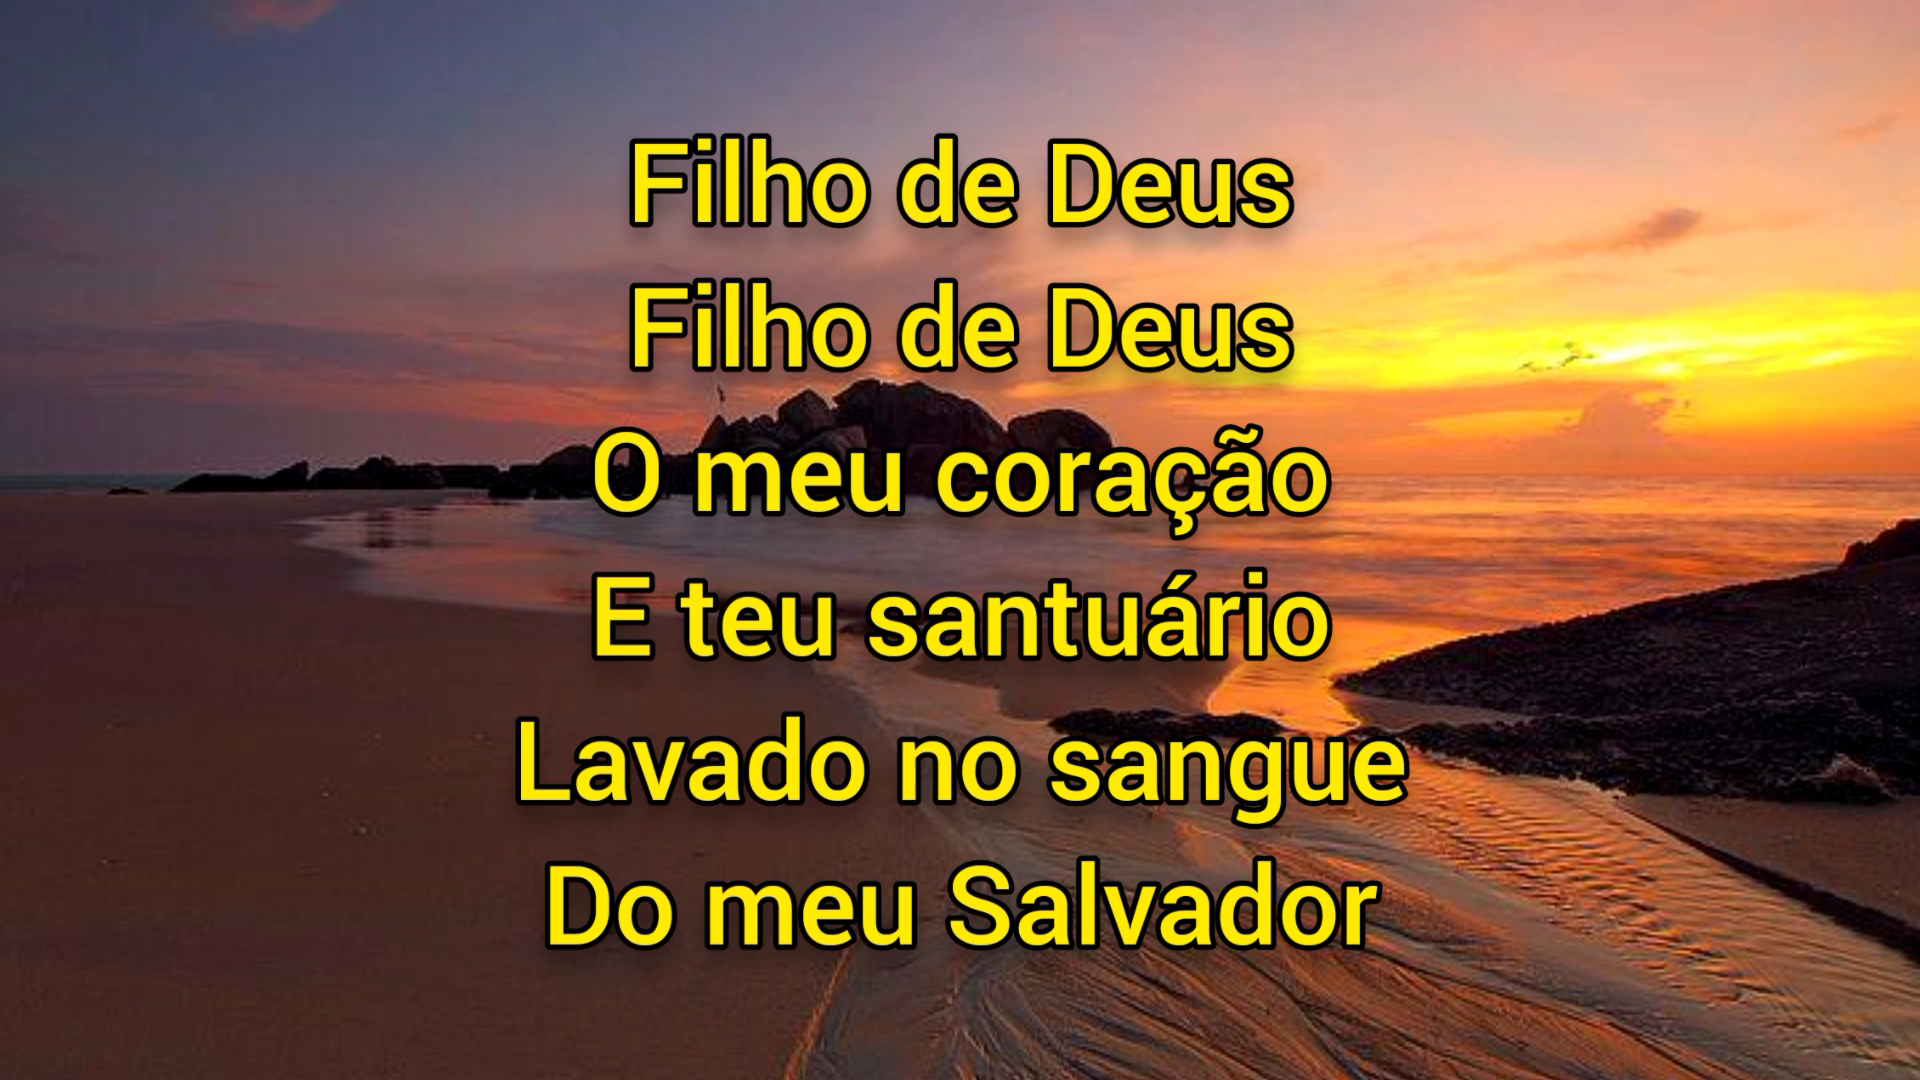 Filho de Deus
Filho de Deus
O meu coração
E teu santuário
Lavado no sangue
Do meu Salvador